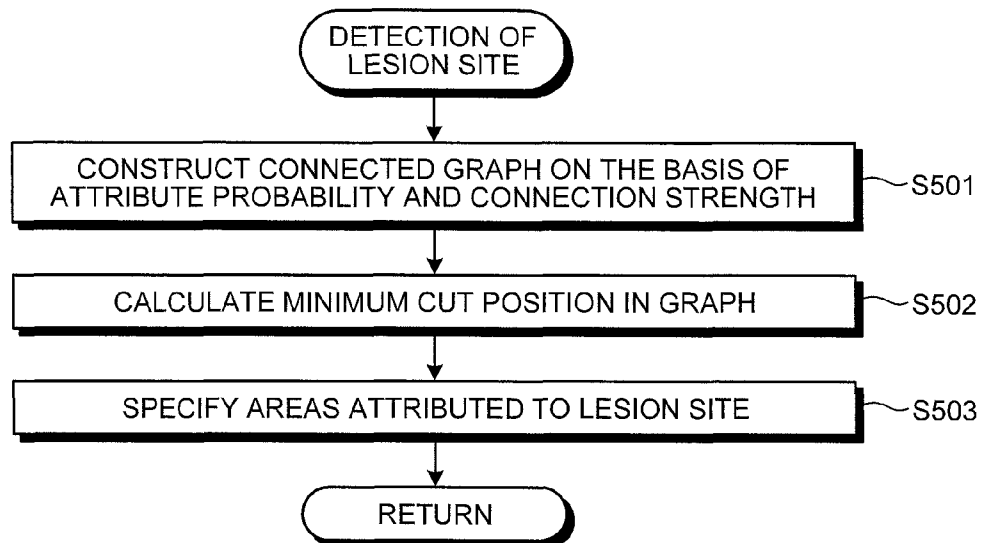 DETECTION OF
LESION SITE
CONSTRUCT CONNECTED GRAPH ON THE BASIS OF
ATTRIBUTE PROBABILITY AND CONNECTION STRENGTH
S501
CALCULATE MINIMUM CUT POSITION IN GRAPH
S502
SPECIFY AREAS ATTRIBUTED TO LESION SITE
S503
RETURN